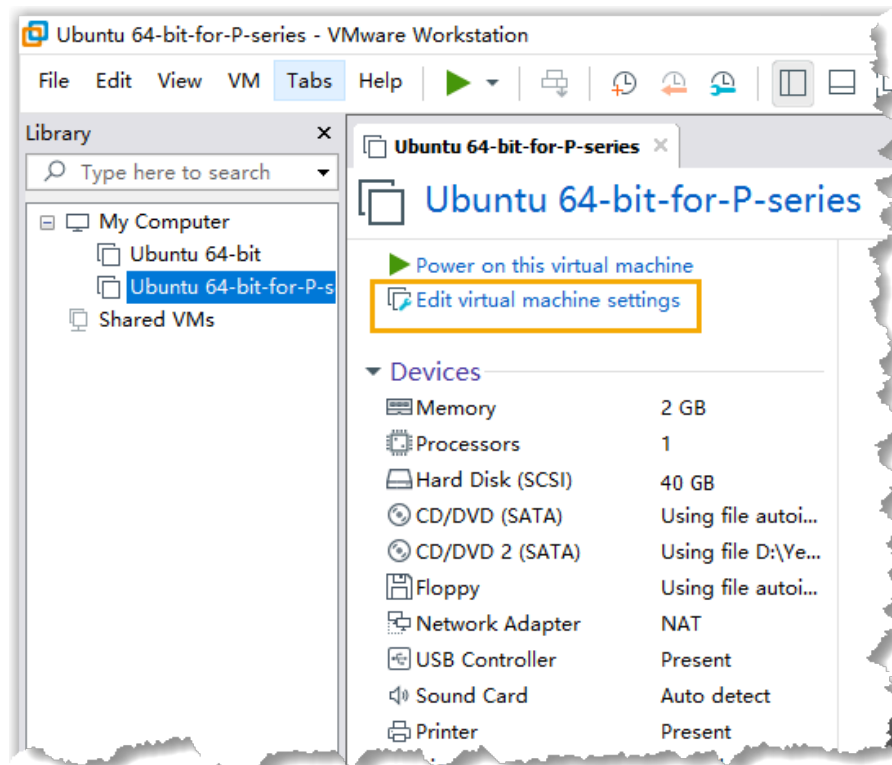 Ubuntu 64-bit-for-P-series - VMware Workstation
File Edit View VM Tabs Help
Library
Type here to search
My Computer
Ubuntu 64-bit
Ubuntu 64-bit-for-P-s
Shared VMs
Ubuntu 64-bit-for-P-series
Ubuntu 64-bit-for-P-series
Power on this virtual machine
Edit virtual machine settings
Devices
Memory 2 GB
Processors 1
Hard Disk (SCSI) 40 GB
CD/DVD (SATA) Using file autoi...
CD/DVD 2 (SATA) Using file D:\Ye...
Floppy Using file autoi...
Network Adapter NAT
USB Controller Present
Sound Card Auto detect
Printer Present